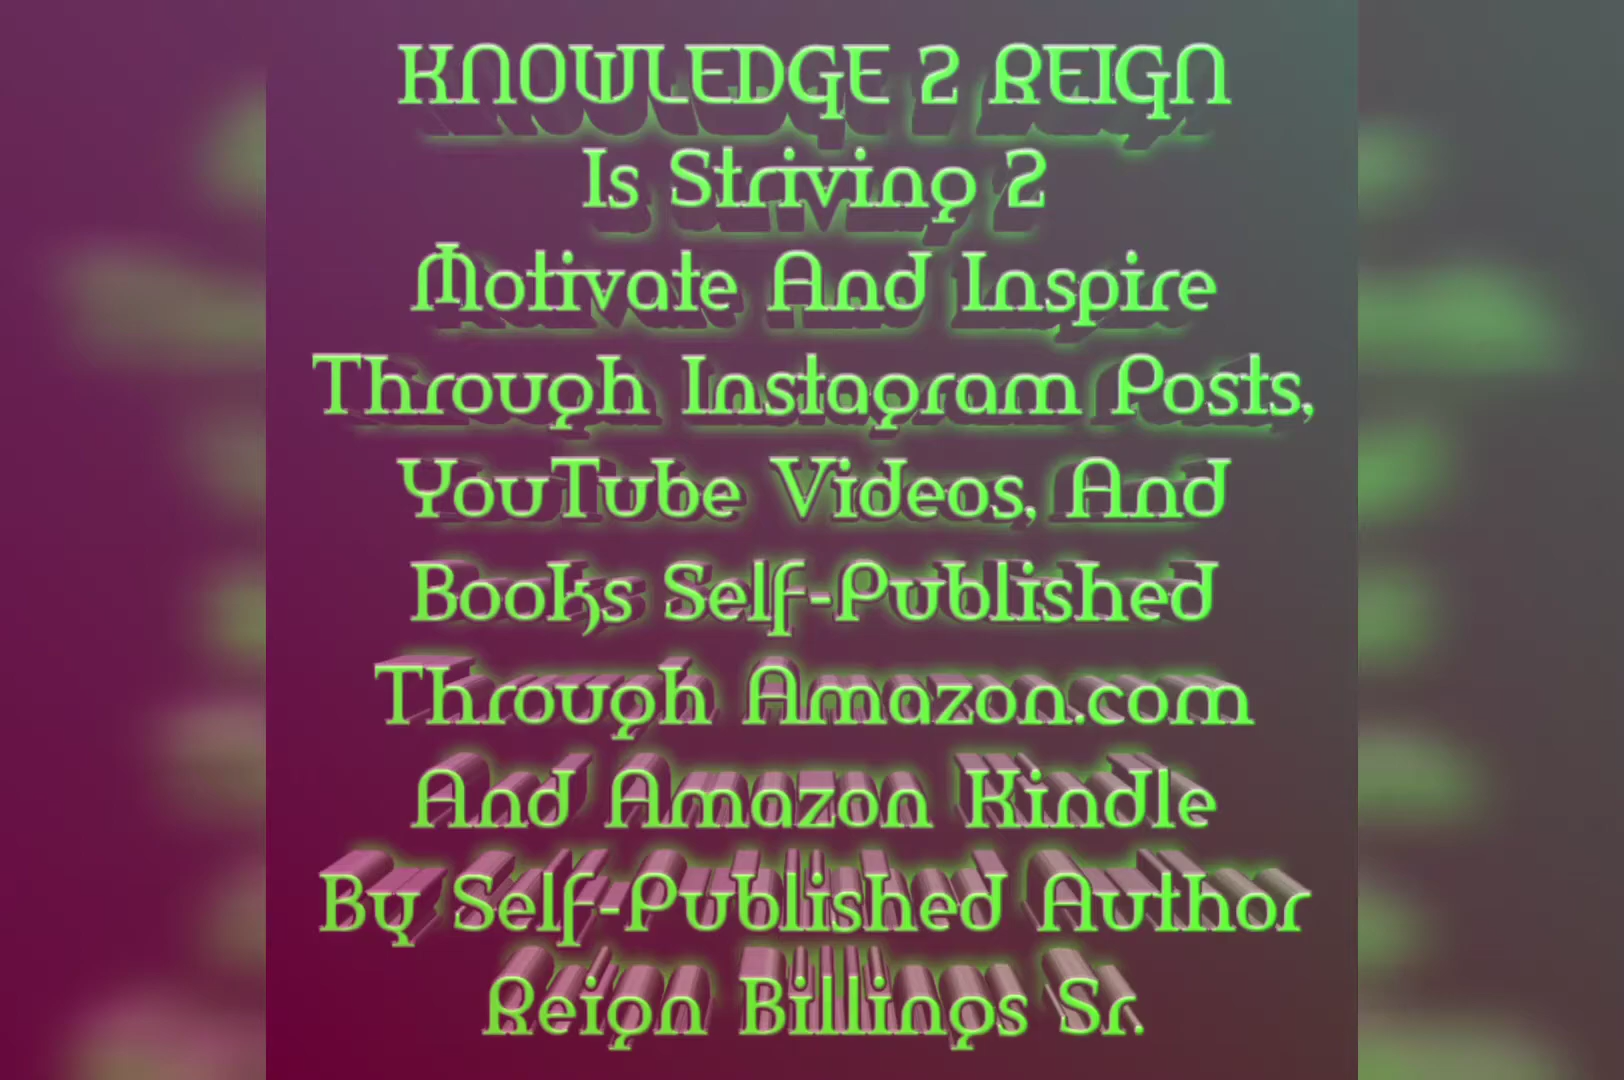 KNOWLEDGE 2 REIGN
Is Striving 2
Motivate And Inspire
Through Instagram Posts,
YouTube Videos, And
Books Self-Published
Through Amazon.com
And Amazon Kindle
By Self-Published Author
Reign Billings Sr.